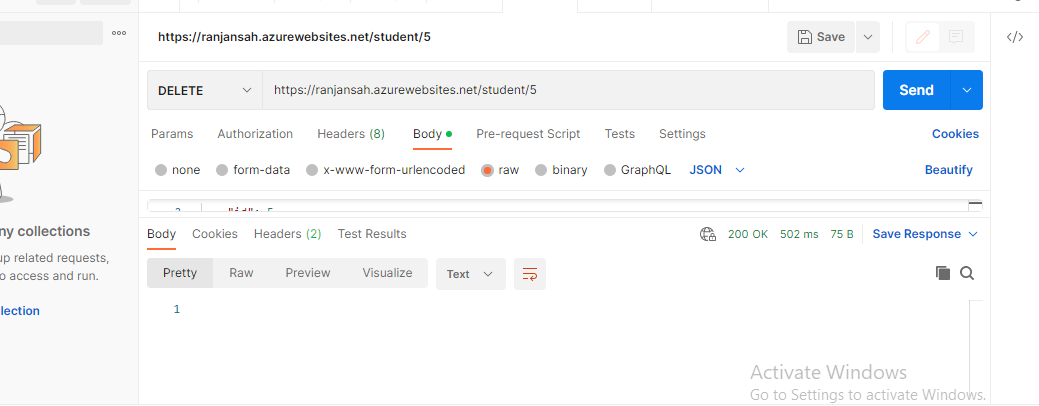 https://ranjansah.azurewebsites.net/student/5
Save
DELETE
https://ranjansah.azurewebsites.net/student/5
Send
Params Authorization Headers (8) Body Pre-request Script Tests Settings Cookies
none form-data x-www-form-urlencoded raw binary GraphQL JSON Beautify
"id": 5
ny collections
up related requests,
o access and run.
llection
Body Cookies Headers (2) Test Results 200 OK 502 ms 75 B Save Response
Pretty Raw Preview Visualize Text
1
Activate Windows
Go to Settings to activate Windows.